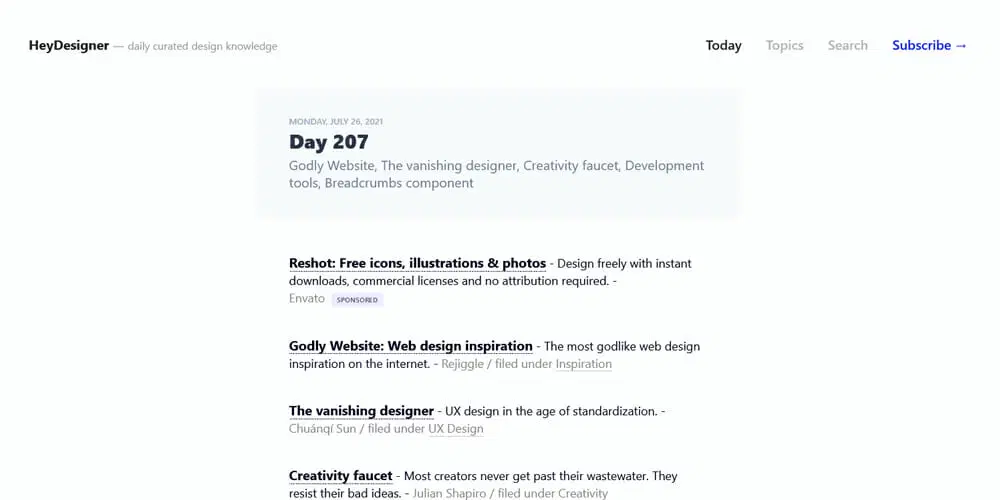 HeyDesigner — daily curated design knowledge
Today Topics Search Subscribe →
MONDAY, JULY 26, 2021
Day 207
Godly Website, The vanishing designer, Creativity faucet, Development
tools, Breadcrumbs component
Reshot: Free icons, illustrations & photos - Design freely with instant
downloads, commercial licenses and no attribution required. -
Envato SPONSORED
Godly Website: Web design inspiration - The most godlike web design
inspiration on the internet. - Rejiggle / filed under Inspiration
The vanishing designer - UX design in the age of standardization. -
Chuánqí Sun / filed under UX Design
Creativity faucet - Most creators never get past their wastewater. They
resist their bad ideas. - Julian Shapiro / filed under Creativity